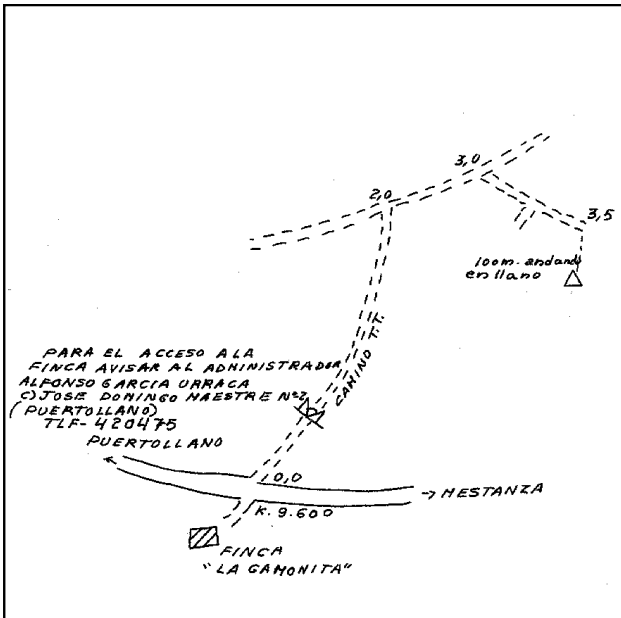 3,0
2,0
3,5
100m. andando
en llano
CAMINO T.T.
PARA EL ACCESO A LA
FINCA AVISAR AL ADMINISTRADOR
ALFONSO GARCIA URRACA
C) JOSE DOMINGO MAESTRE Nº2
(PUERTOLLANO)
TLF- 420475
PUERTOLLANO
0,0
→ MESTANZA
K. 9.600
FINCA
"LA GAMONITA"